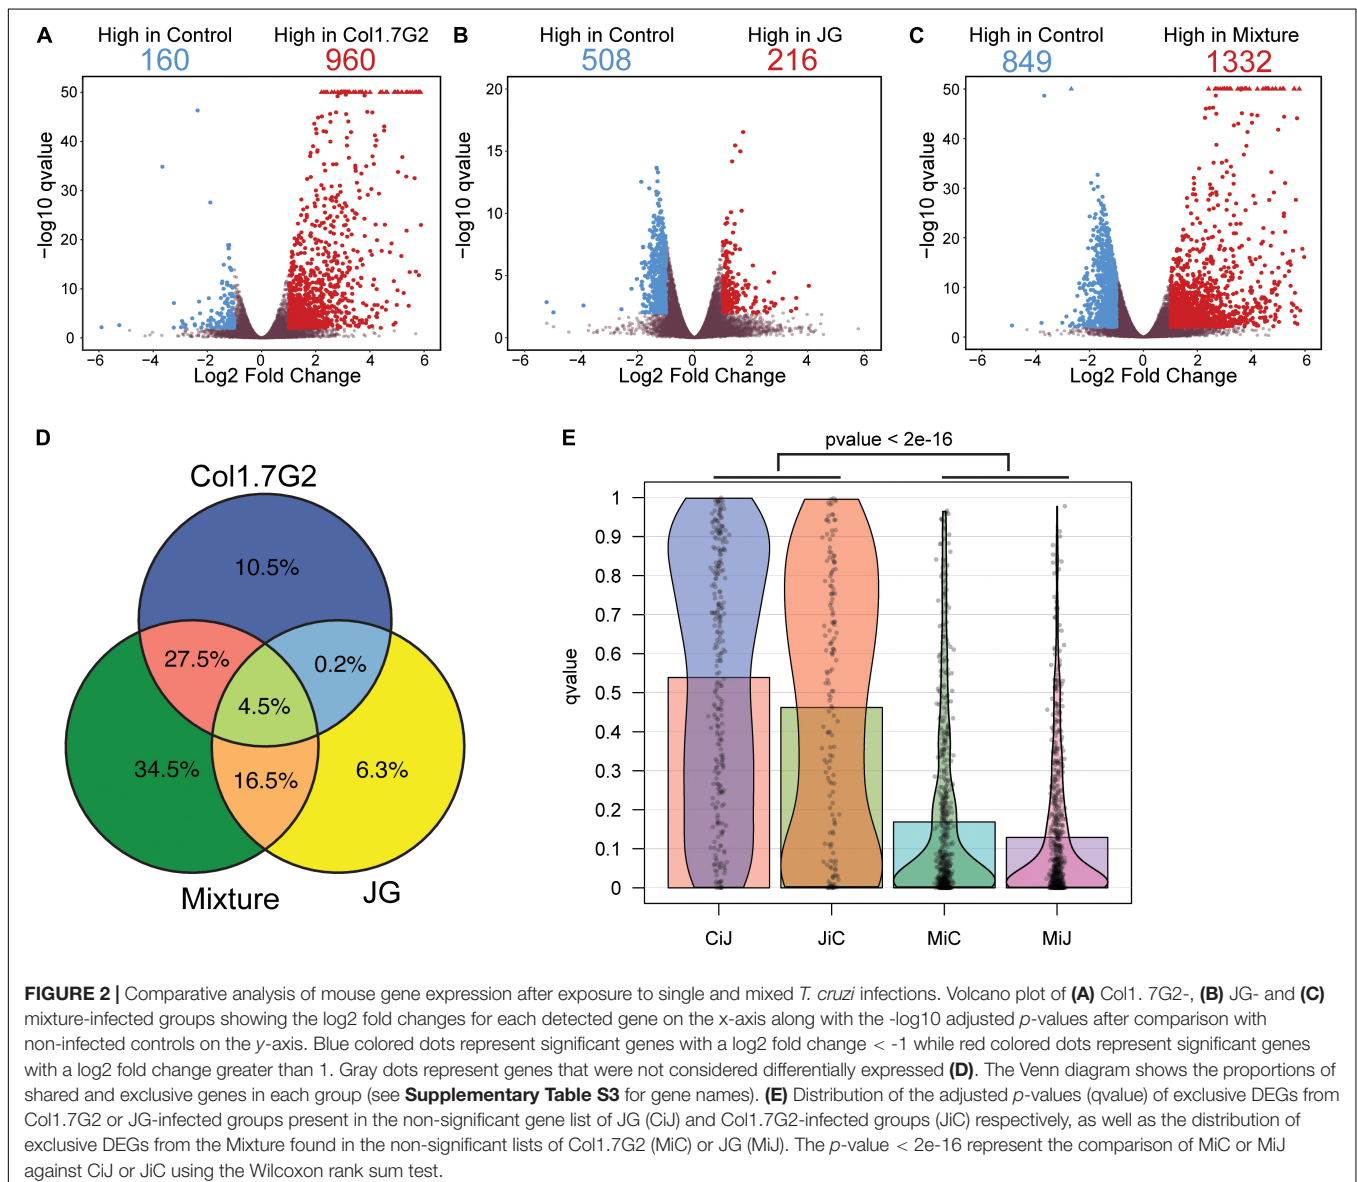 A
High in Control
160
High in Col1.7G2
960
−log10 qvalue
50
40
30
20
10
0
−6
−4
−2
0
2
4
6
Log2 Fold Change
B
High in Control
508
High in JG
216
−log10 qvalue
20
15
10
5
0
−6
−4
−2
0
2
4
6
8
Log2 Fold Change
C
High in Control
849
High in Mixture
1332
−log10 qvalue
50
40
30
20
10
0
−6
−4
−2
0
2
4
6
Log2 Fold Change
D
Col1.7G2
10.5%
27.5%
0.2%
4.5%
34.5%
16.5%
6.3%
Mixture
JG
E
pvalue < 2e-16
qvalue
1
0.9
0.8
0.7
0.6
0.5
0.4
0.3
0.2
0.1
0
CiJ
JiC
MiC
MiJ
FIGURE 2 | Comparative analysis of mouse gene expression after exposure to single and mixed T. cruzi infections. Volcano plot of (A) Col1. 7G2-, (B) JG- and (C)
mixture-infected groups showing the log2 fold changes for each detected gene on the x-axis along with the -log10 adjusted p-values after comparison with
non-infected controls on the y-axis. Blue colored dots represent significant genes with a log2 fold change < -1 while red colored dots represent significant genes
with a log2 fold change greater than 1. Gray dots represent genes that were not considered differentially expressed (D). The Venn diagram shows the proportions of
shared and exclusive genes in each group (see Supplementary Table S3 for gene names). (E) Distribution of the adjusted p-values (qvalue) of exclusive DEGs from
Col1.7G2 or JG-infected groups present in the non-significant gene list of JG (CiJ) and Col1.7G2-infected groups (JiC) respectively, as well as the distribution of
exclusive DEGs from the Mixture found in the non-significant lists of Col1.7G2 (MiC) or JG (MiJ). The p-value < 2e-16 represent the comparison of MiC or MiJ
against CiJ or JiC using the Wilcoxon rank sum test.